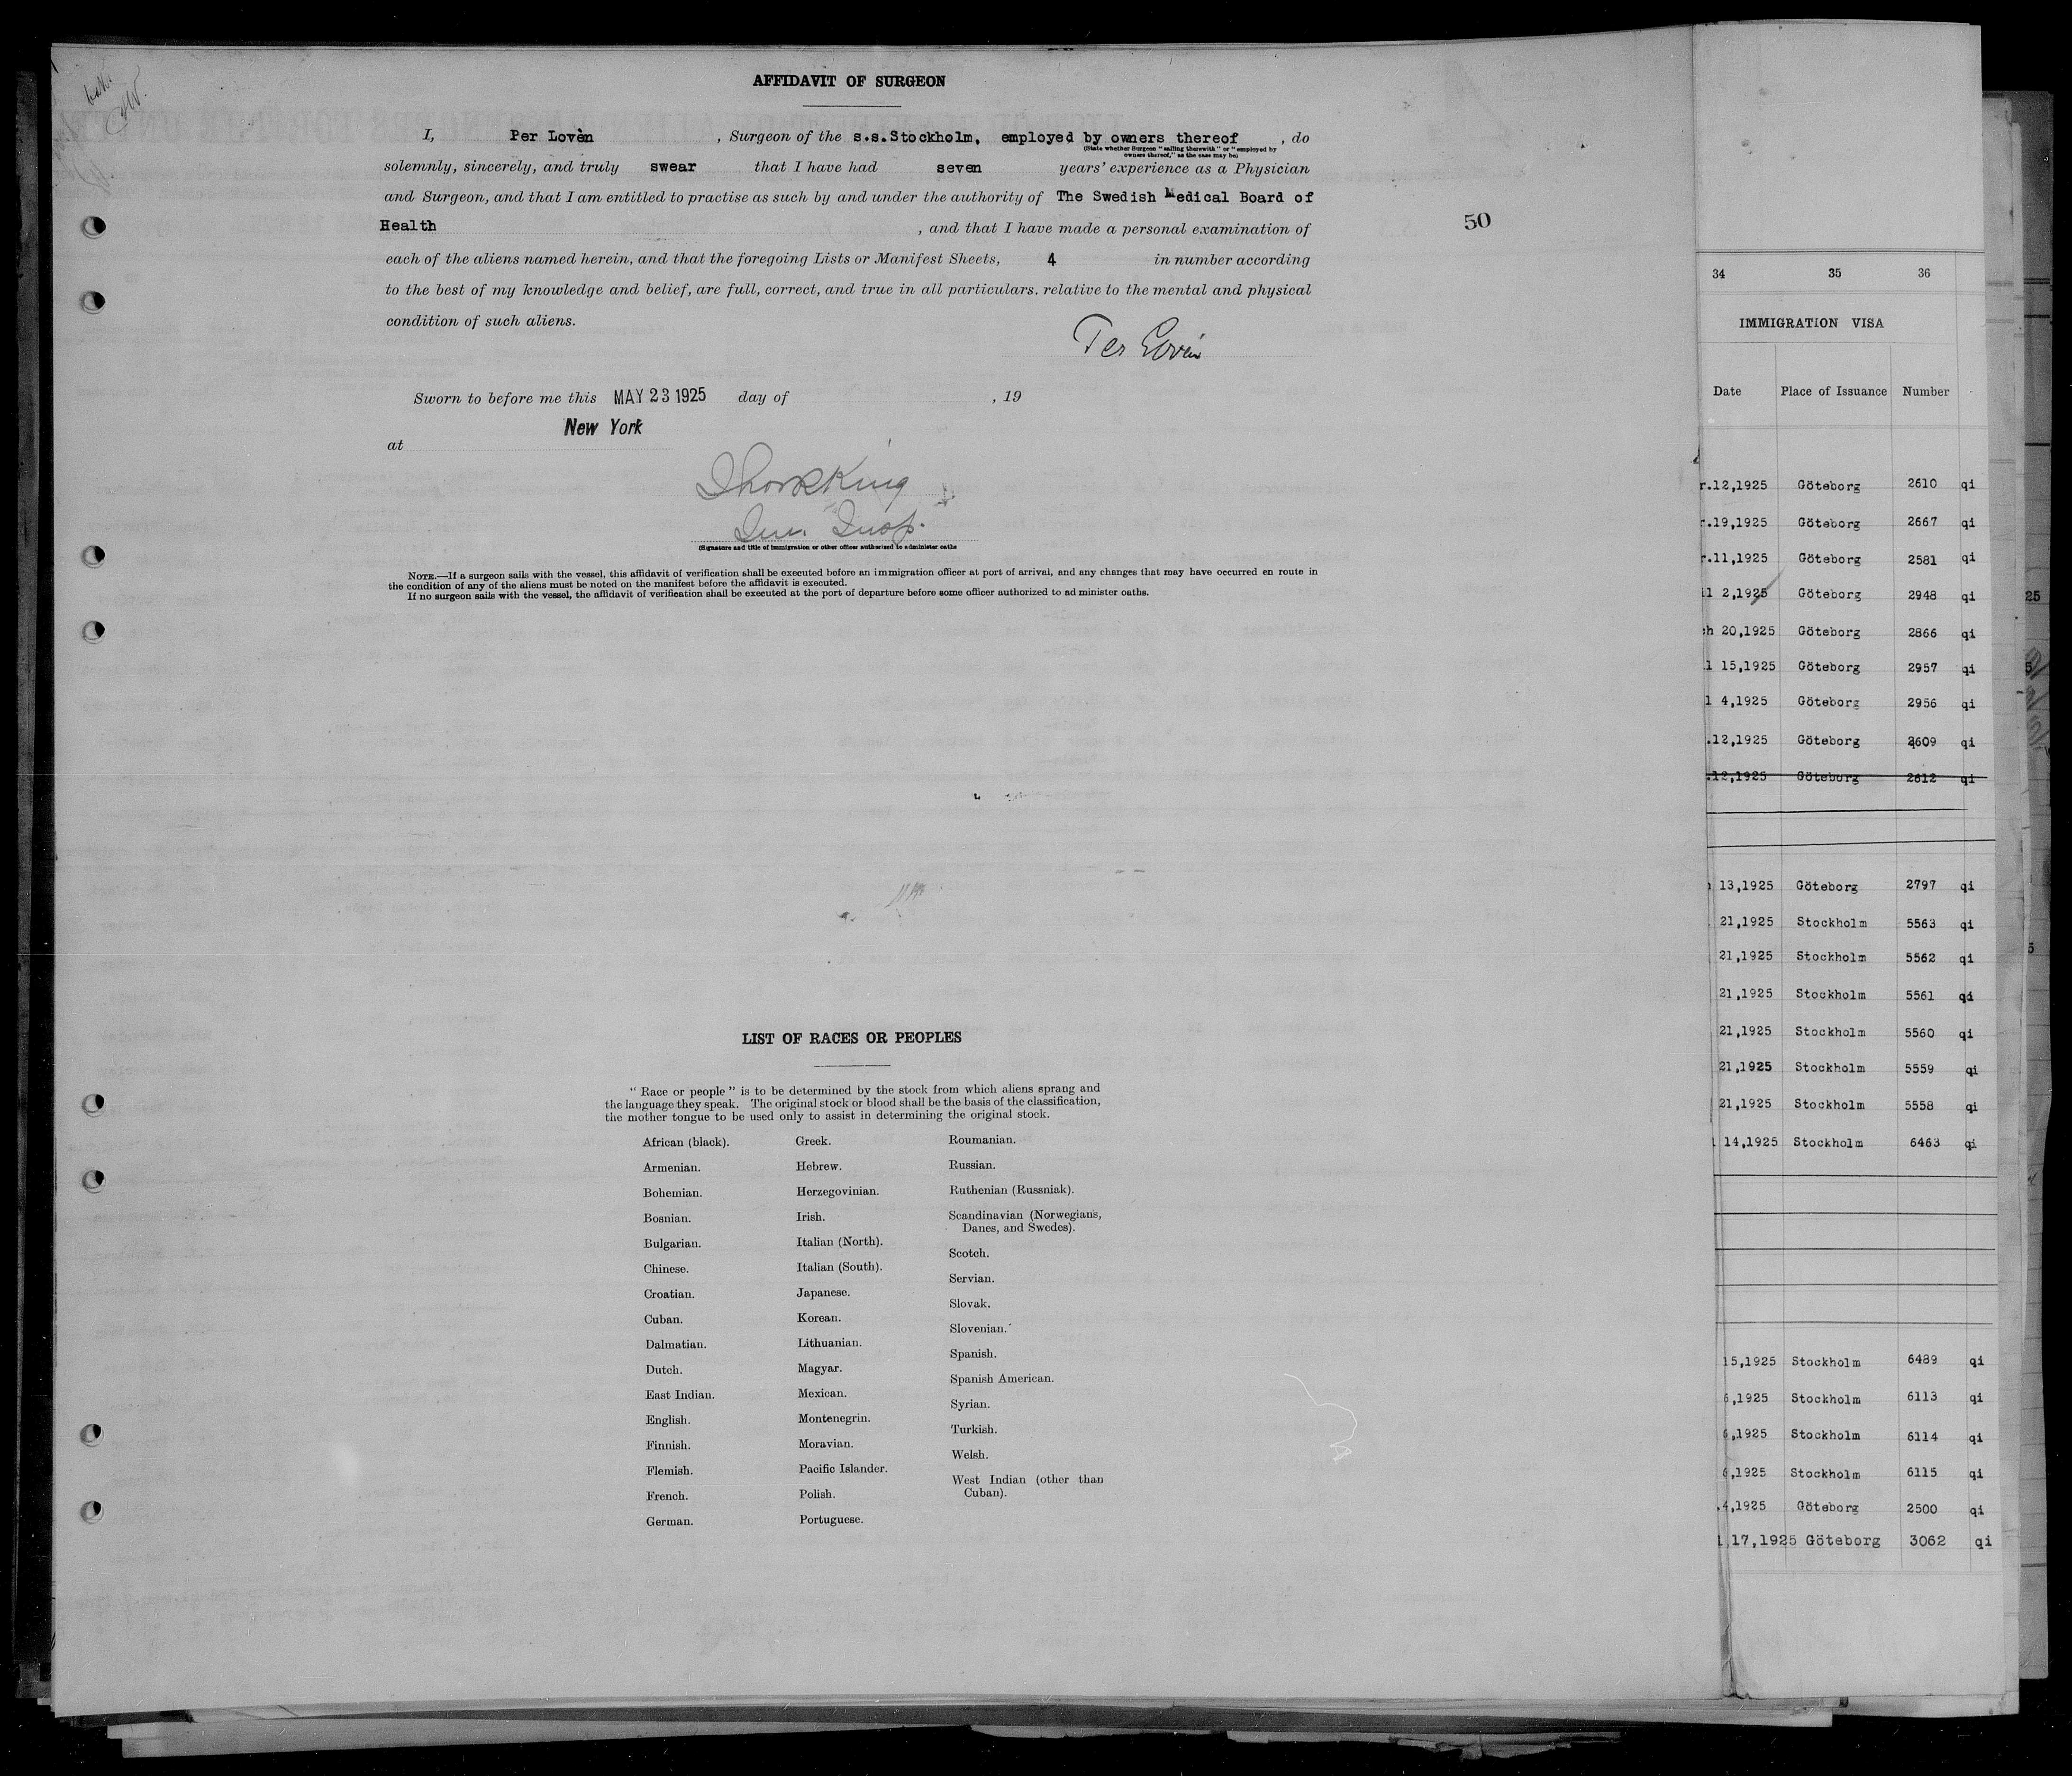 AFFIDAVIT OF SURGEON
I, Per Lovèn, Surgeon of the s.s.Stockholm, employed by owners thereof, do
(State whether Surgeon "sailing therewith" or "employed by
owners thereof," as the case may be)
solemnly, sincerely, and truly swear that I have had seven years' experience as a Physician
and Surgeon, and that I am entitled to practise as such by and under the authority of The Swedish Medical Board of
Health, and that I have made a personal examination of
each of the aliens named herein, and that the foregoing Lists or Manifest Sheets, 4 in number according
to the best of my knowledge and belief, are full, correct, and true in all particulars, relative to the mental and physical
condition of such aliens.
Per Lovén
Sworn to before me this MAY 23 1925 day of , 19
New York
at
King
Imm. Insp.
(Signature and title of immigration or other officer authorized to administer oaths
NOTE.—If a surgeon sails with the vessel, this affidavit of verification shall be executed before an immigration officer at port of arrival, and any changes that may have occurred en route in
the condition of any of the aliens must be noted on the manifest before the affidavit is executed.
If no surgeon sails with the vessel, the affidavit of verification shall be executed at the port of departure before some officer authorized to ad minister oaths.
50
LIST OF RACES OR PEOPLES
"Race or people" is to be determined by the stock from which aliens sprang and
the language they speak. The original stock or blood shall be the basis of the classification,
the mother tongue to be used only to assist in determining the original stock.
African (black).
Armenian.
Bohemian.
Bosnian.
Bulgarian.
Chinese.
Croatian.
Cuban.
Dalmatian.
Dutch.
East Indian.
English.
Finnish.
Flemish.
French.
German.
Greek.
Hebrew.
Herzegovinian.
Irish.
Italian (North).
Italian (South).
Japanese.
Korean.
Lithuanian.
Magyar.
Mexican.
Montenegrin.
Moravian.
Pacific Islander.
Polish.
Portuguese.
Roumanian.
Russian.
Ruthenian (Russniak).
Scandinavian (Norwegians,
Danes, and Swedes).
Scotch.
Servian.
Slovak.
Slovenian.
Spanish.
Spanish American.
Syrian.
Turkish.
Welsh.
West Indian (other than
Cuban).
34 35 36
IMMIGRATION VISA
Date Place of Issuance Number
r.12,1925 Göteborg 2610 qi
r.19,1925 Göteborg 2667 qi
r.11,1925 Göteborg 2581 qi
il 2,1925 Göteborg 2948 qi
ch 20,1925 Göteborg 2866 qi
l 15,1925 Göteborg 2957 qi
l 4,1925 Göteborg 2956 qi
.12,1925 Göteborg 2609 qi
.12,1925 Göteborg 2612 qi
13,1925 Göteborg 2797 qi
21,1925 Stockholm 5563 qi
21,1925 Stockholm 5562 qi
21,1925 Stockholm 5561 qi
21,1925 Stockholm 5560 qi
21,1925 Stockholm 5559 qi
21,1925 Stockholm 5558 qi
14,1925 Stockholm 6463 qi
15,1925 Stockholm 6489 qi
6,1925 Stockholm 6113 qi
6,1925 Stockholm 6114 qi
6,1925 Stockholm 6115 qi
.4,1925 Göteborg 2500 qi
17,1925 Göteborg 3062 qi
25